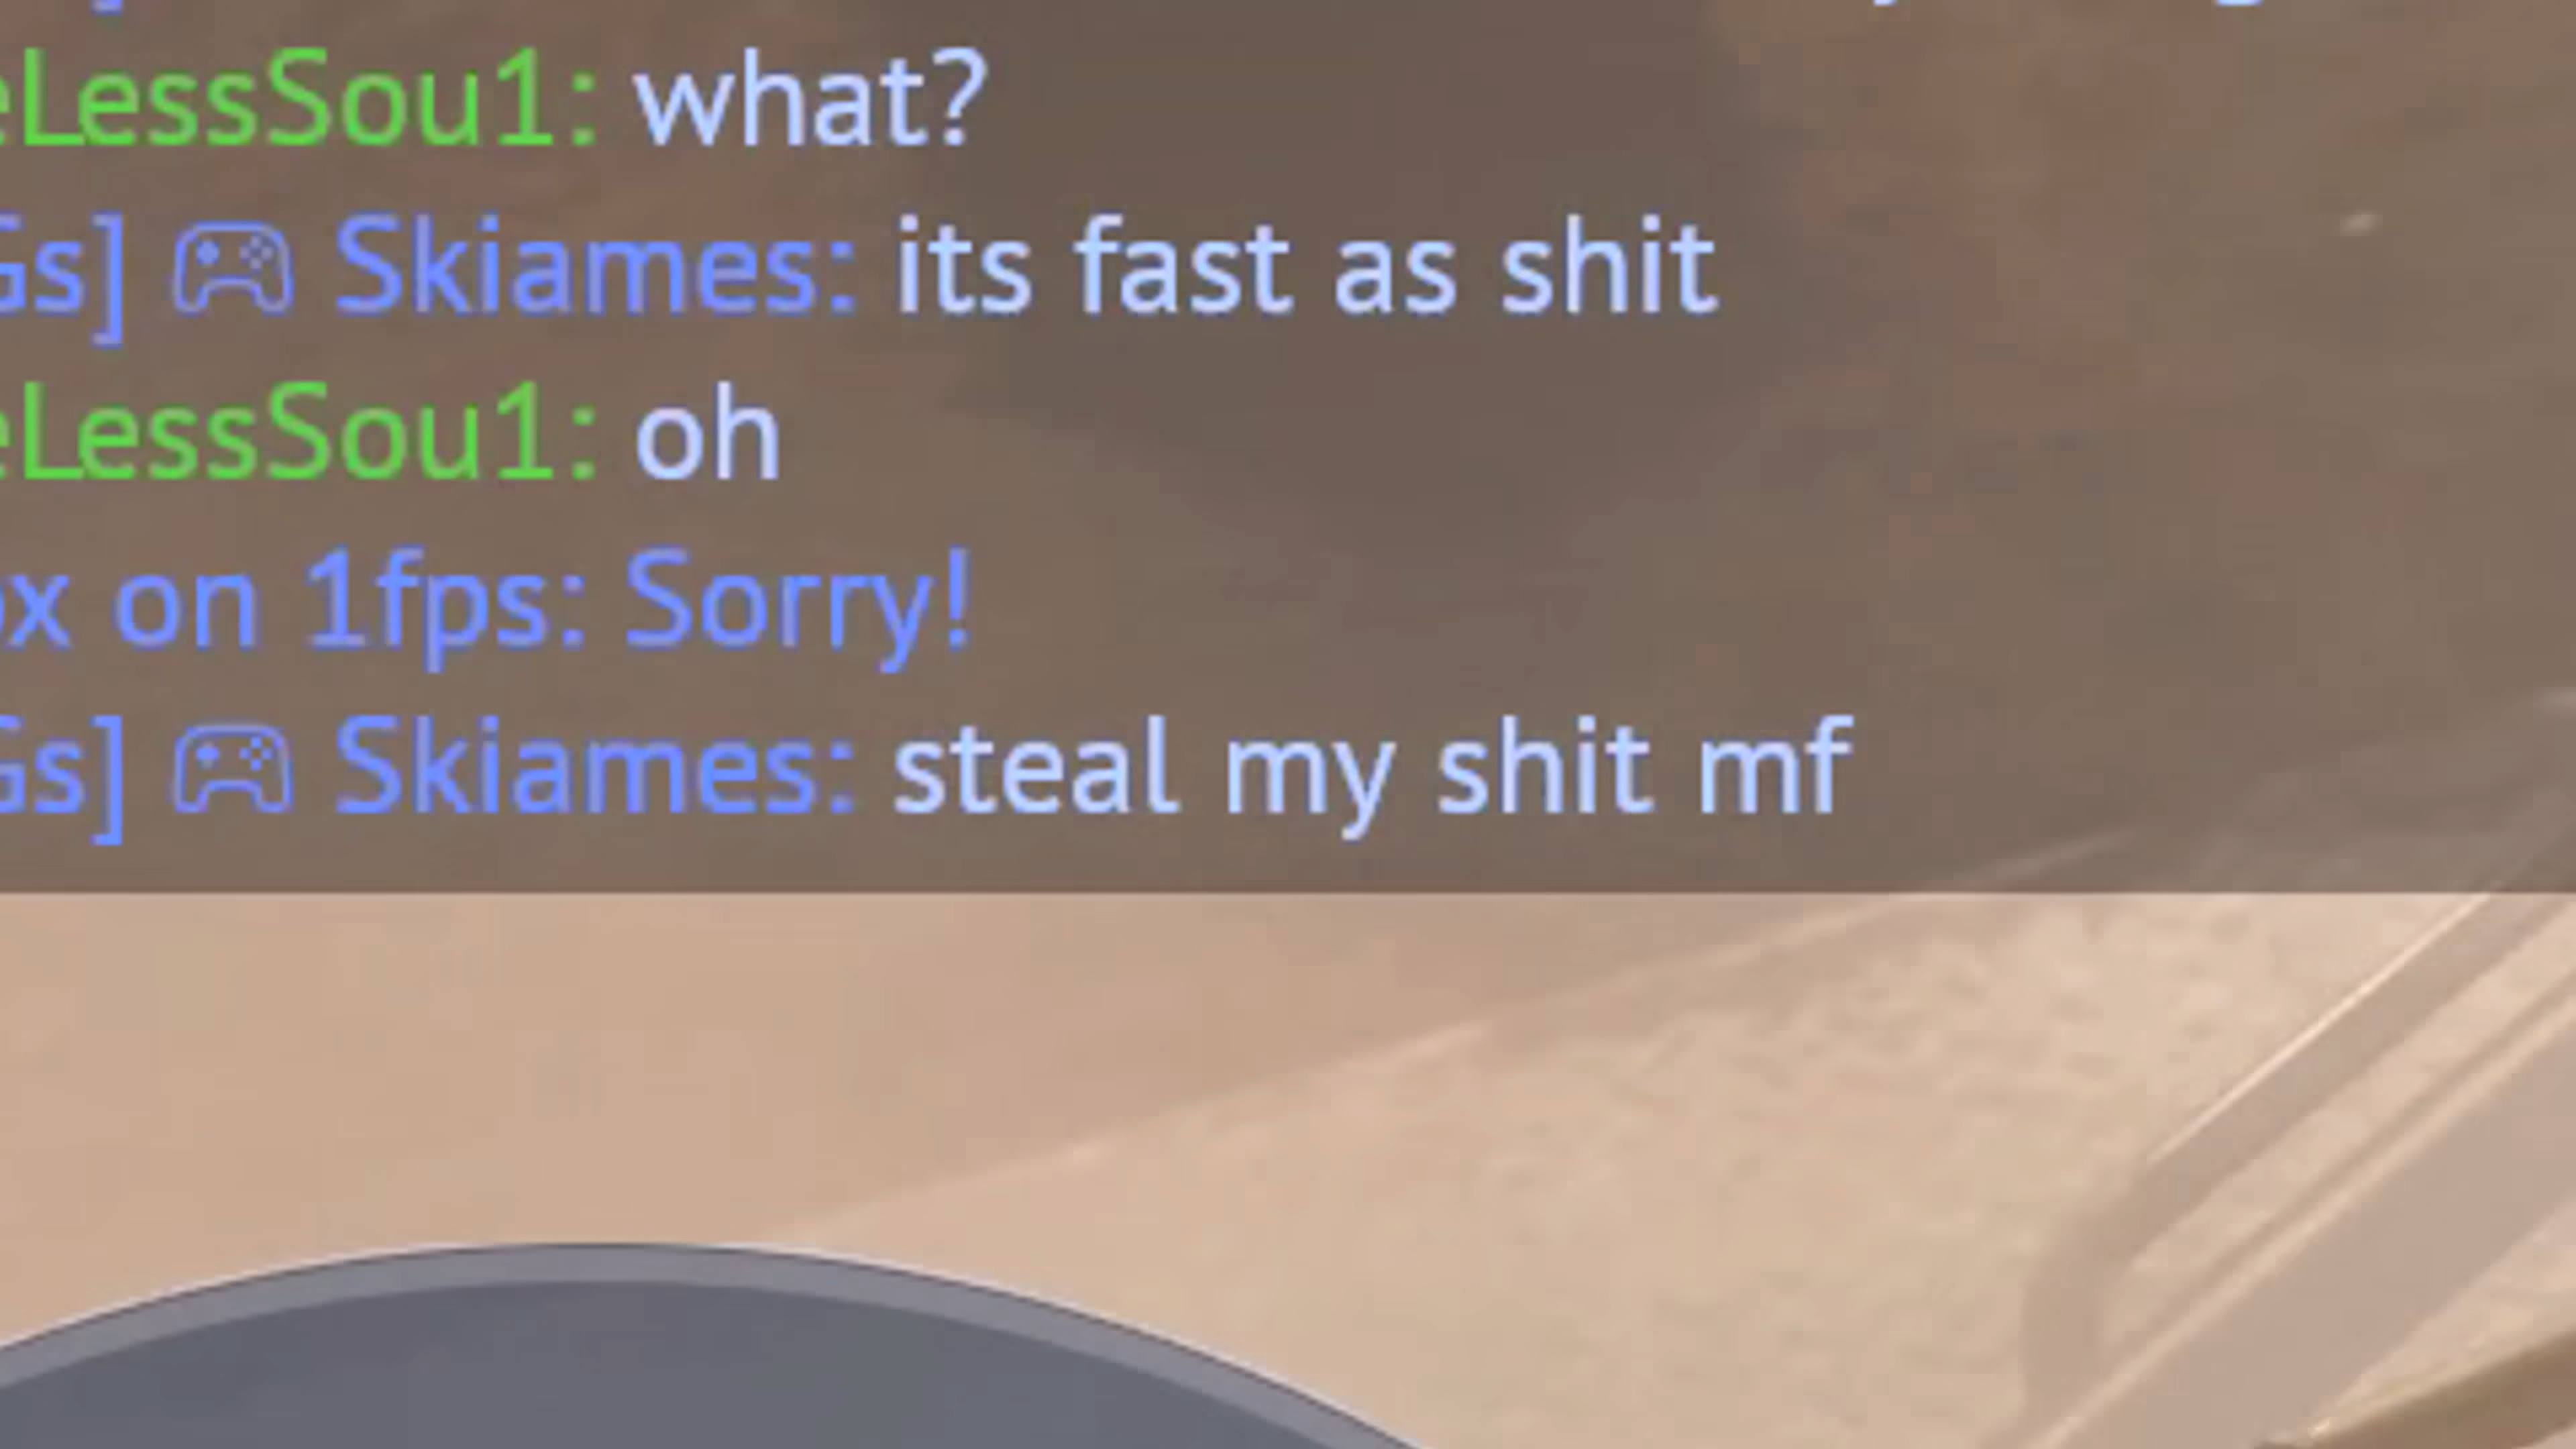 eLessSou1: what?
Gs] Skiames: its fast as shit
eLessSou1: oh
ox on 1fps: Sorry!
Gs] Skiames: steal my shit mf